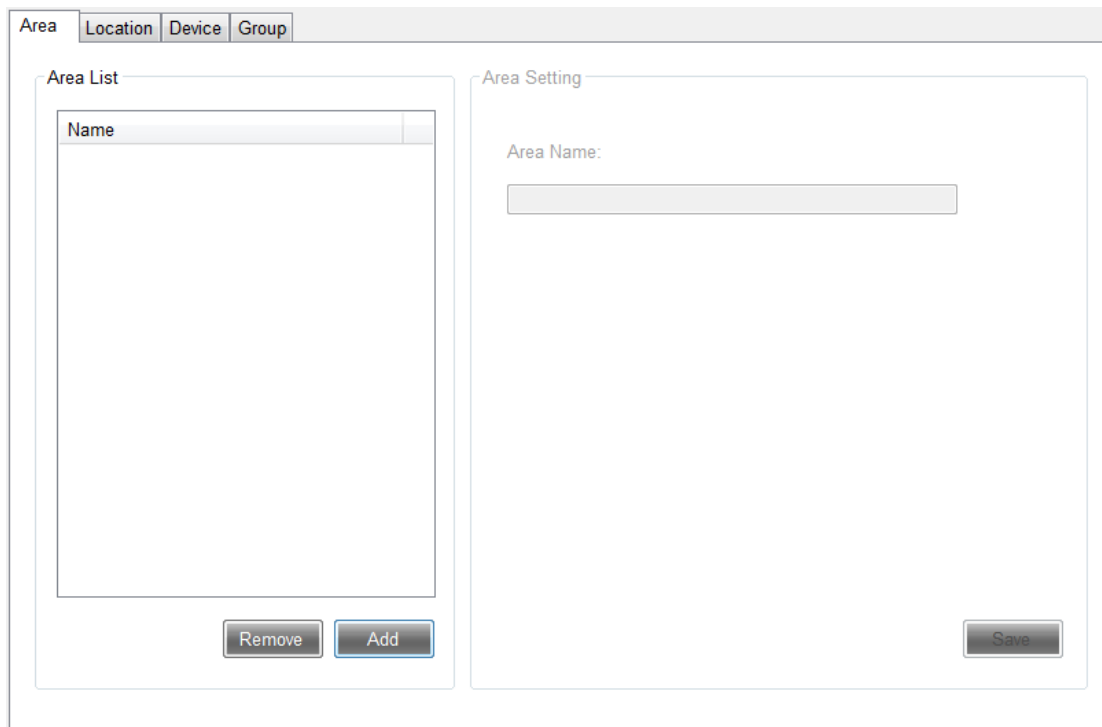 Area Location Device Group
Area List
Name
Remove Add
Area Setting
Area Name:
Save